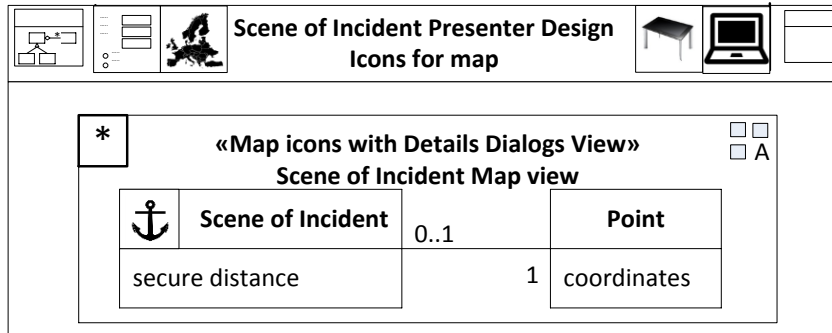 Scene of Incident Presenter Design
Icons for map
*
*
«Map icons with Details Dialogs View»
A
Scene of Incident Map view
Scene of Incident
0..1
Point
secure distance
1
coordinates